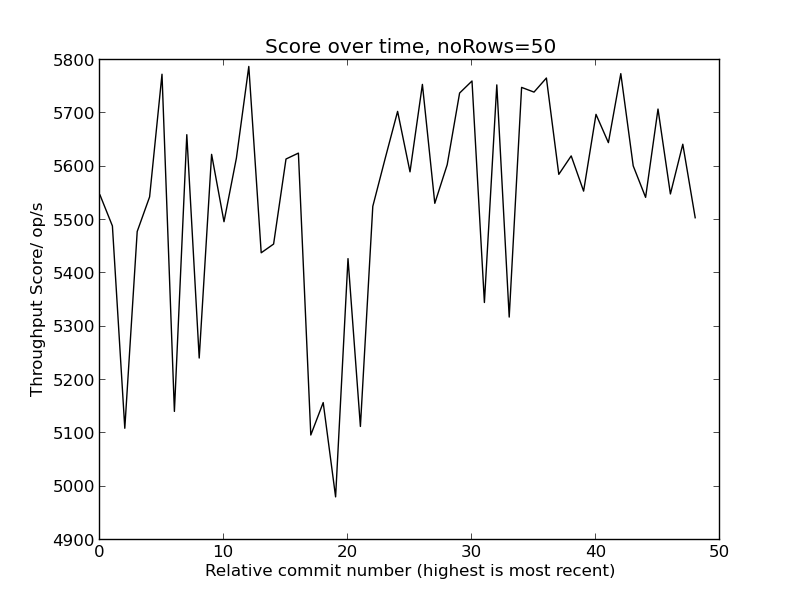 Score over time, noRows=50
5800
5700
5600
5500
5400
5300
5200
5100
5000
4900
Throughput Score/ op/s
0 10 20 30 40 50
Relative commit number (highest is most recent)